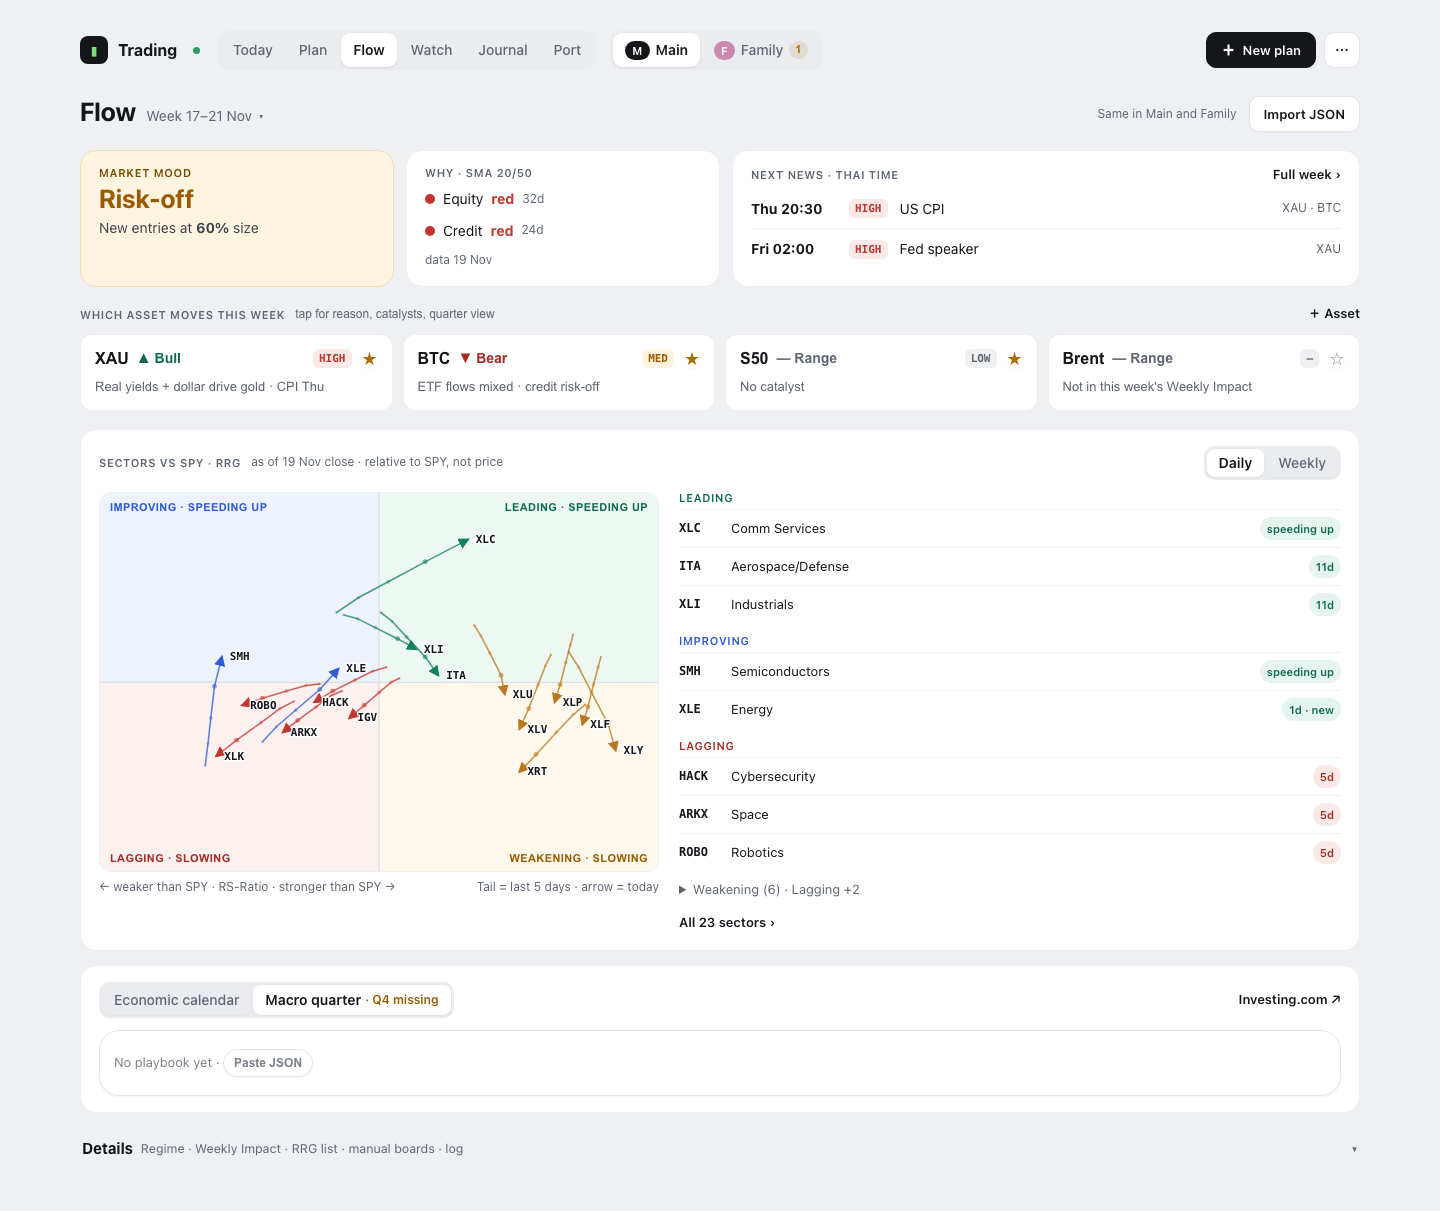 Trading
Today Plan Flow Watch Journal Port
M Main F Family 1
+ New plan
···
Flow Week 17–21 Nov
Same in Main and Family Import JSON
MARKET MOOD
Risk-off
New entries at 60% size
WHY · SMA 20/50
Equity red 32d
Credit red 24d
data 19 Nov
NEXT NEWS · THAI TIME Full week ›
Thu 20:30 HIGH US CPI XAU · BTC
Fri 02:00 HIGH Fed speaker XAU
WHICH ASSET MOVES THIS WEEK tap for reason, catalysts, quarter view + Asset
XAU ▲ Bull HIGH ★
Real yields + dollar drive gold · CPI Thu
BTC ▼ Bear MED ★
ETF flows mixed · credit risk-off
S50 — Range LOW ★
No catalyst
Brent — Range – ☆
Not in this week's Weekly Impact
SECTORS VS SPY · RRG as of 19 Nov close · relative to SPY, not price
Daily Weekly
IMPROVING · SPEEDING UP
LEADING · SPEEDING UP
XLC
XLI
SMH
XLE
ITA
ROBO
HACK
IGV
ARKX
XLK
XLU
XLP
XLV
XLF
XLY
XRT
LAGGING · SLOWING
WEAKENING · SLOWING
← weaker than SPY · RS-Ratio · stronger than SPY →
Tail = last 5 days · arrow = today
LEADING
XLC Comm Services speeding up
ITA Aerospace/Defense 11d
XLI Industrials 11d
IMPROVING
SMH Semiconductors speeding up
XLE Energy 1d · new
LAGGING
HACK Cybersecurity 5d
ARKX Space 5d
ROBO Robotics 5d
▶ Weakening (6) · Lagging +2
All 23 sectors ›
Economic calendar Macro quarter · Q4 missing
Investing.com ↗
No playbook yet · Paste JSON
Details Regime · Weekly Impact · RRG list · manual boards · log